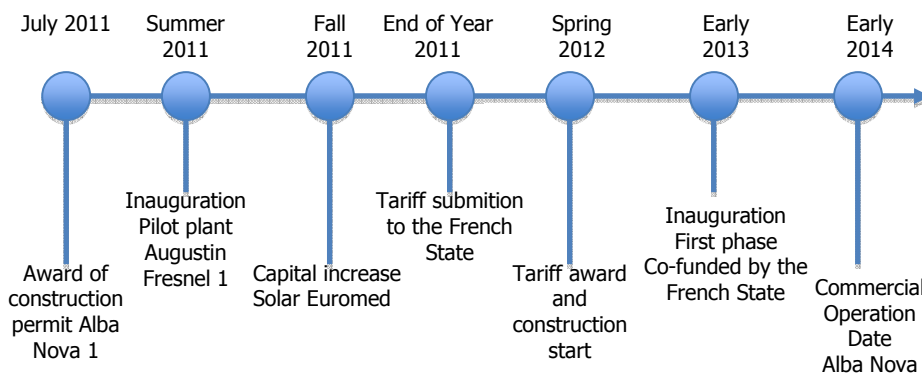 July 2011
Summer
2011
Fall
2011
End of Year
2011
Spring
2012
Early
2013
Early
2014
Award of
construction
permit Alba
Nova 1
Inauguration
Pilot plant
Augustin
Fresnel 1
Capital increase
Solar Euromed
Tariff submition
to the French
State
Tariff award
and
construction
start
Inauguration
First phase
Co-funded by the
French State
Commercial
Operation
Date
Alba Nova